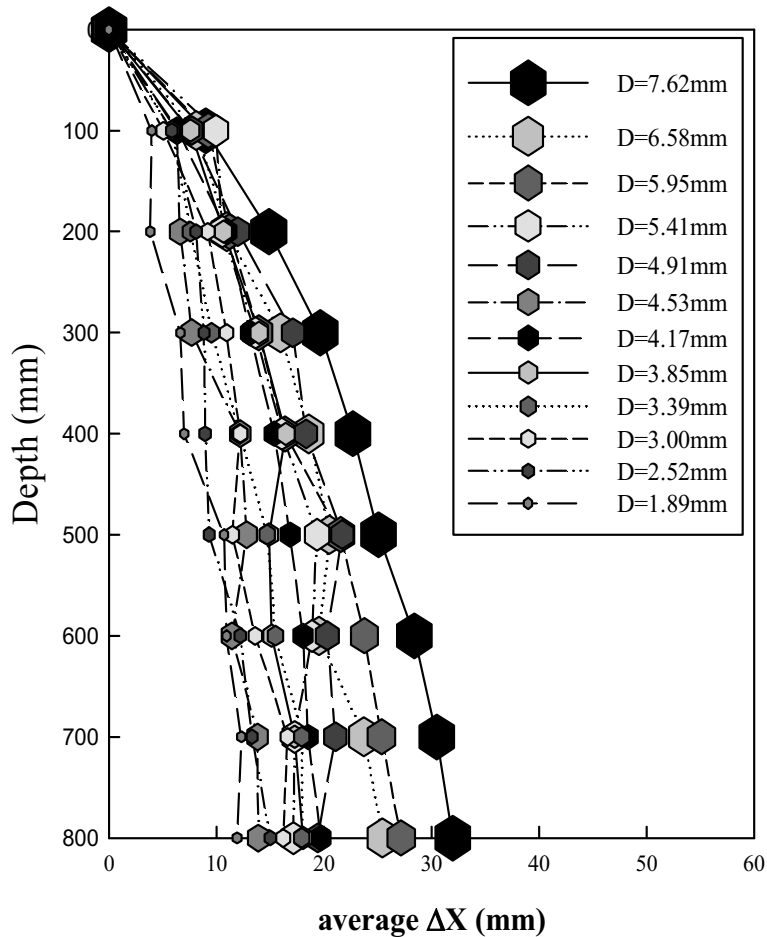 0
100
200
300
400
500
600
700
800
Depth (mm)
0
10
20
30
40
50
60
average ΔX (mm)
D=7.62mm
D=6.58mm
D=5.95mm
D=5.41mm
D=4.91mm
D=4.53mm
D=4.17mm
D=3.85mm
D=3.39mm
D=3.00mm
D=2.52mm
D=1.89mm